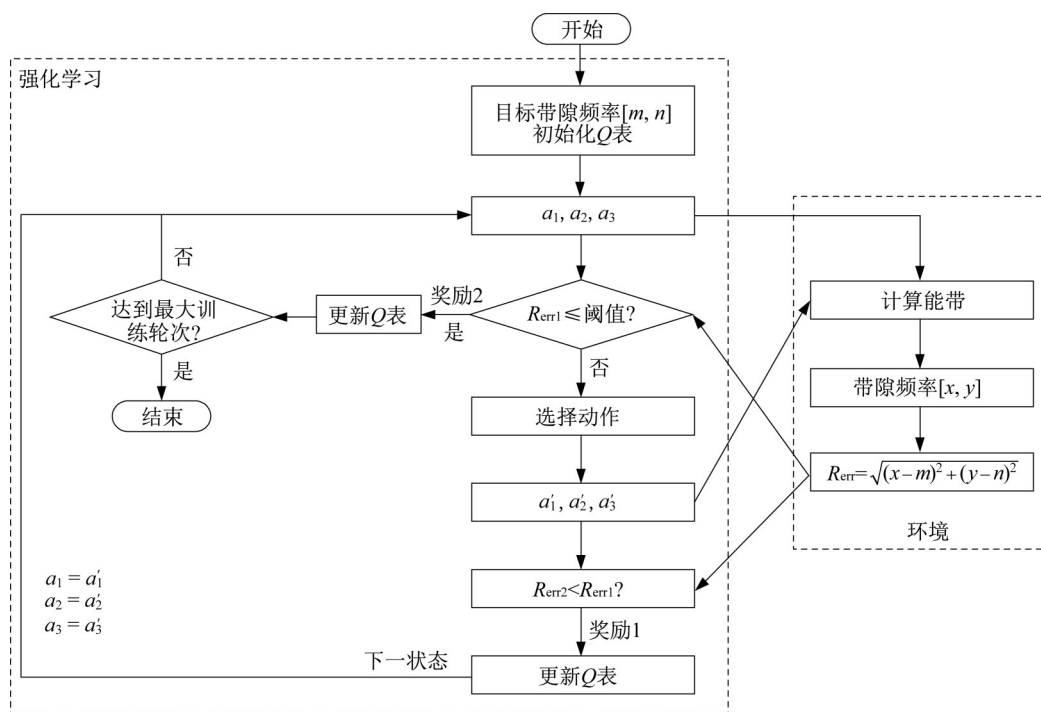 开始
强化学习
目标带隙频率[m, n]
初始化Q表
a₁, a₂, a₃
否
达到最大训
练轮次?
是
结束
更新Q表
奖励2
是
Rerr1≤阈值?
否
选择动作
a′₁, a′₂, a′₃
Rerr2<Rerr1?
奖励1
更新Q表
下一状态
a₁ = a′₁
a₂ = a′₂
a₃ = a′₃
计算能带
带隙频率[x, y]
Rerr=√(x−m)²+(y−n)²
环境